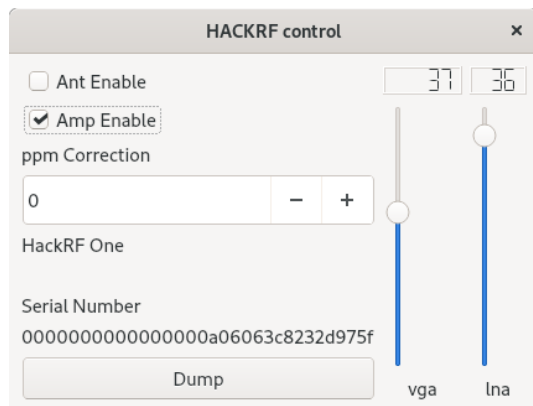 HACKRF control
×
Ant Enable
37 36
Amp Enable
ppm Correction
0 − +
HackRF One
Serial Number
0000000000000000a06063c8232d975f
Dump
vga lna